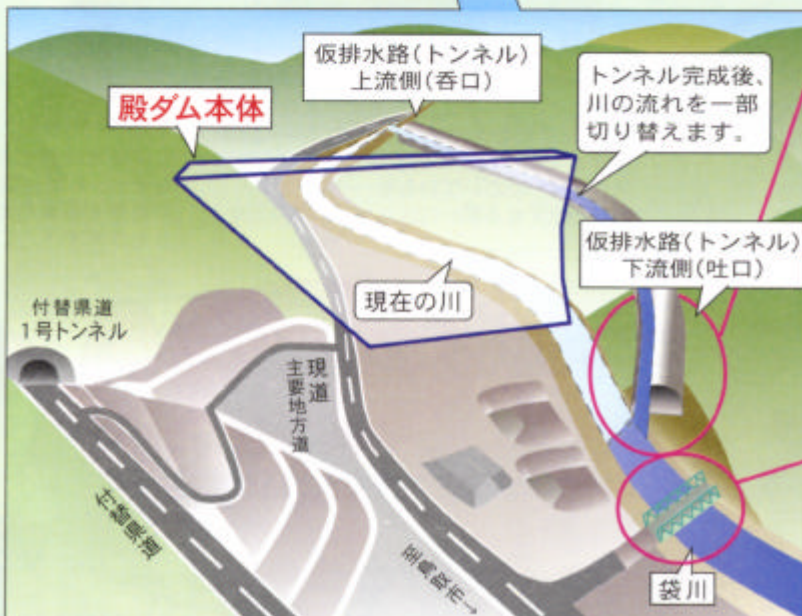 仮排水路(トンネル)
上流側(呑口)
殿ダム本体
トンネル完成後、
川の流れを一部
切り替えます。
仮排水路(トンネル)
下流側(吐口)
現在の川
付替県道
1号トンネル
現道
主要地方道
付替県道
至鳥取市
袋川